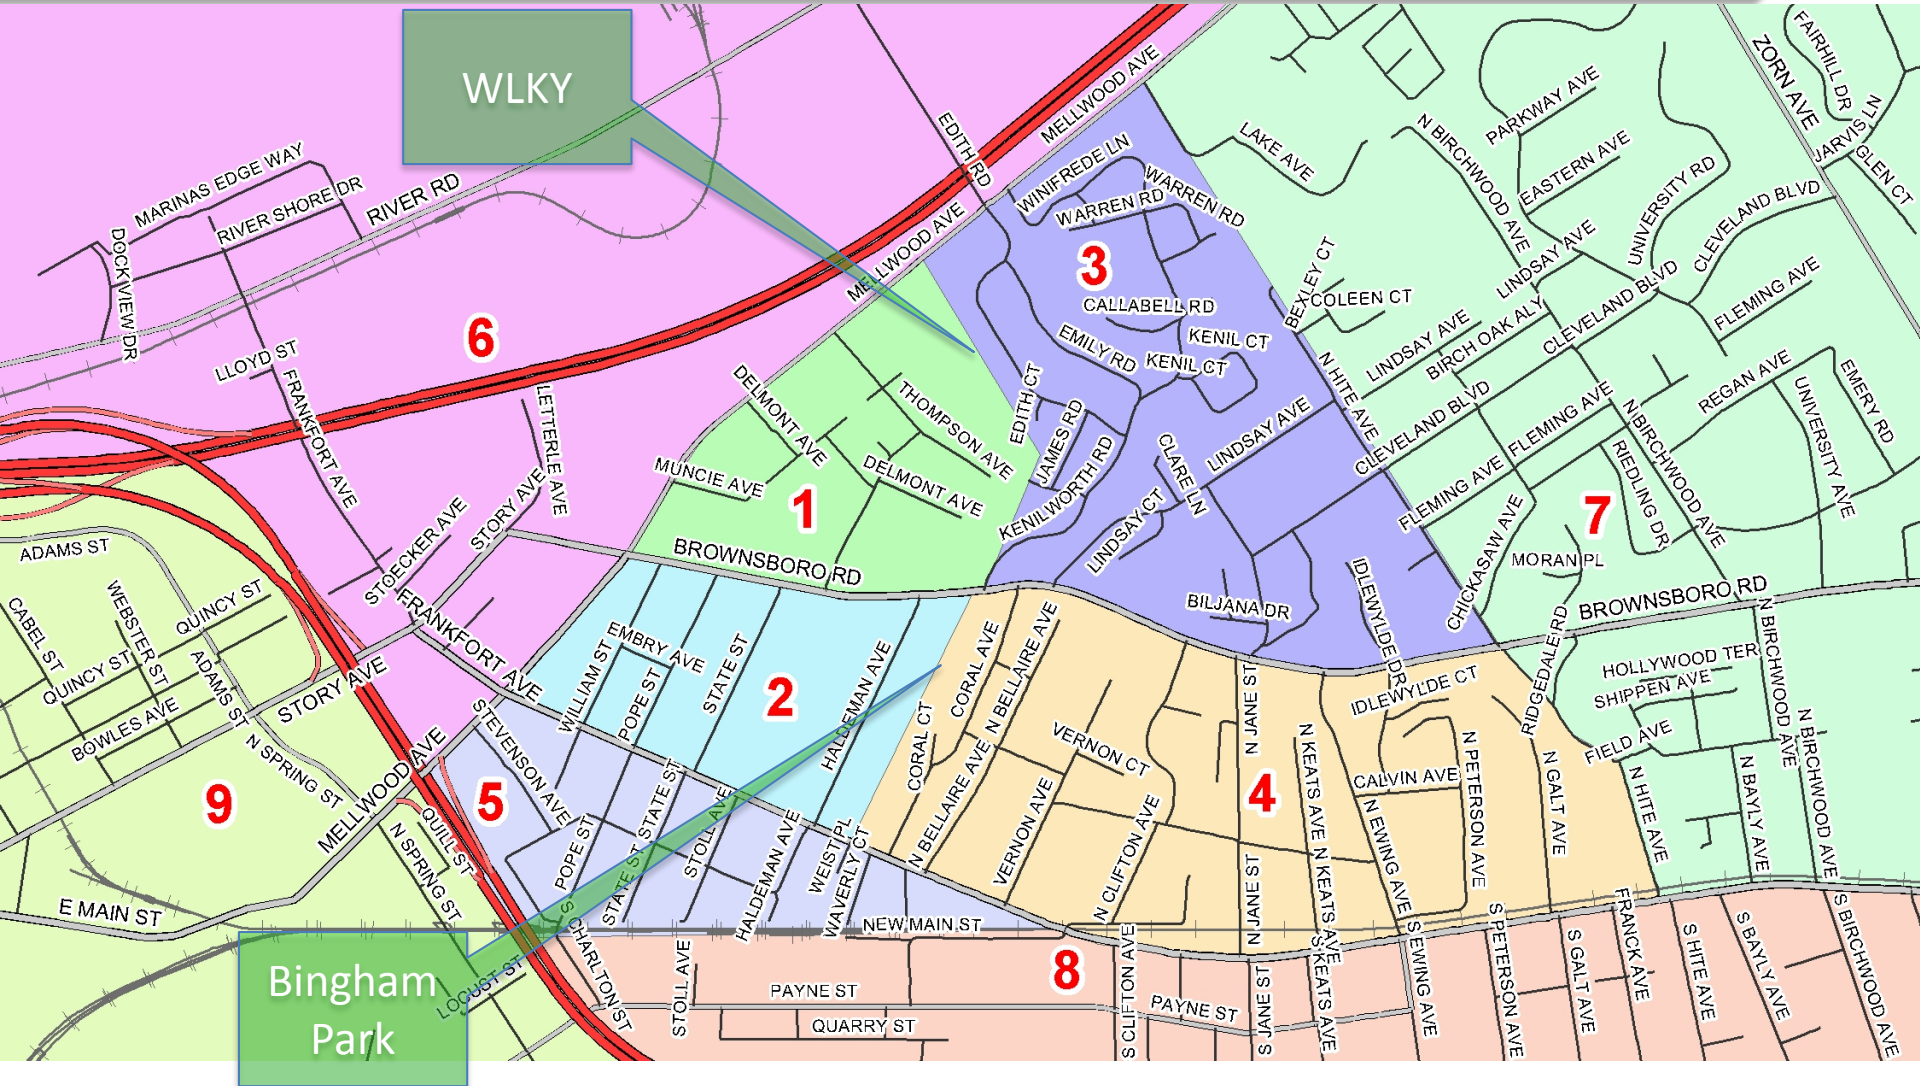 WLKY
ZORN AVE
FAIRHILL DR
JARVIS LN
GLEN CT
MELLWOOD AVE
EDITH RD
LAKE AVE
PARKWAY AVE
N BIRCHWOOD AVE
EASTERN AVE
UNIVERSITY RD
CLEVELAND BLVD
MARINAS EDGE WAY
RIVER SHORE DR
RIVER RD
DOCKVIEW DR
WINIFREDE LN
WARREN RD
WARREN RD
MELLWOOD AVE
3
BEXLEY CT
COLEEN CT
LINDSAY AVE
BIRCH OAK ALY
CLEVELAND BLVD
FLEMING AVE
6
LLOYD ST
FRANKFORT AVE
LETTERLE AVE
CALLABELL RD
EMILY RD
KENIL CT
KENIL CT
N HITE AVE
LINDSAY AVE
REGAN AVE
EMERY RD
UNIVERSITY AVE
DELMONT AVE
THOMPSON AVE
EDITH CT
JAMES RD
LINDSAY AVE
CLEVELAND BLVD
FLEMING AVE
N BIRCHWOOD AVE
RIEDLING DR
MUNCIE AVE
1
DELMONT AVE
KENILWORTH RD
CLARE LN
LINDSAY CT
FLEMING AVE
CHICKASAW AVE
7
MORAN PL
STORY AVE
STOECKER AVE
BROWNSBORO RD
BILJANA DR
IDLEWYLDE DR
BROWNSBORO RD
ADAMS ST
CABEL ST
WEBSTER ST
QUINCY ST
QUINCY ST
ADAMS ST
BOWLES AVE
STORY AVE
N SPRING ST
FRANKFORT AVE
EMBRY AVE
WILLIAM ST
POPE ST
STATE ST
2
HALDEMAN AVE
CORAL AVE
N BELLAIRE AVE
CORAL CT
VERNON CT
N JANE ST
IDLEWYLDE CT
RIDGEDALE RD
HOLLYWOOD TER
SHIPPEN AVE
FIELD AVE
N BIRCHWOOD AVE
N BIRCHWOOD AVE
9
MELLWOOD AVE
5
STEVENSON AVE
QUILL ST
N SPRING ST
POPE ST
STATE ST
STATE ST
STOLL AVE
HALDEMAN AVE
WEIST PL
WAVERLY CT
N BELLAIRE AVE
VERNON AVE
N CLIFTON AVE
4
N KEATS AVE
N KEATS AVE
CALVIN AVE
N EWING AVE
N PETERSON AVE
N GALT AVE
N HITE AVE
N BAYLY AVE
N JANE ST
E MAIN ST
NEW MAIN ST
8
Bingham
Park
LOCUST ST
S CHARLTON ST
STOLL AVE
PAYNE ST
QUARRY ST
S CLIFTON AVE
PAYNE ST
S JANE ST
S KEATS AVE
S EWING AVE
S PETERSON AVE
S GALT AVE
FRANCK AVE
S HITE AVE
S BAYLY AVE
S BIRCHWOOD AVE